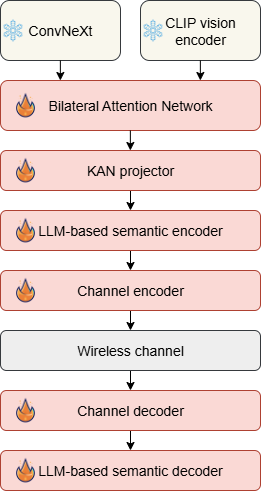 ConvNeXt
CLIP vision
encoder
Bilateral Attention Network
KAN projector
LLM-based semantic encoder
Channel encoder
Wireless channel
Channel decoder
LLM-based semantic decoder